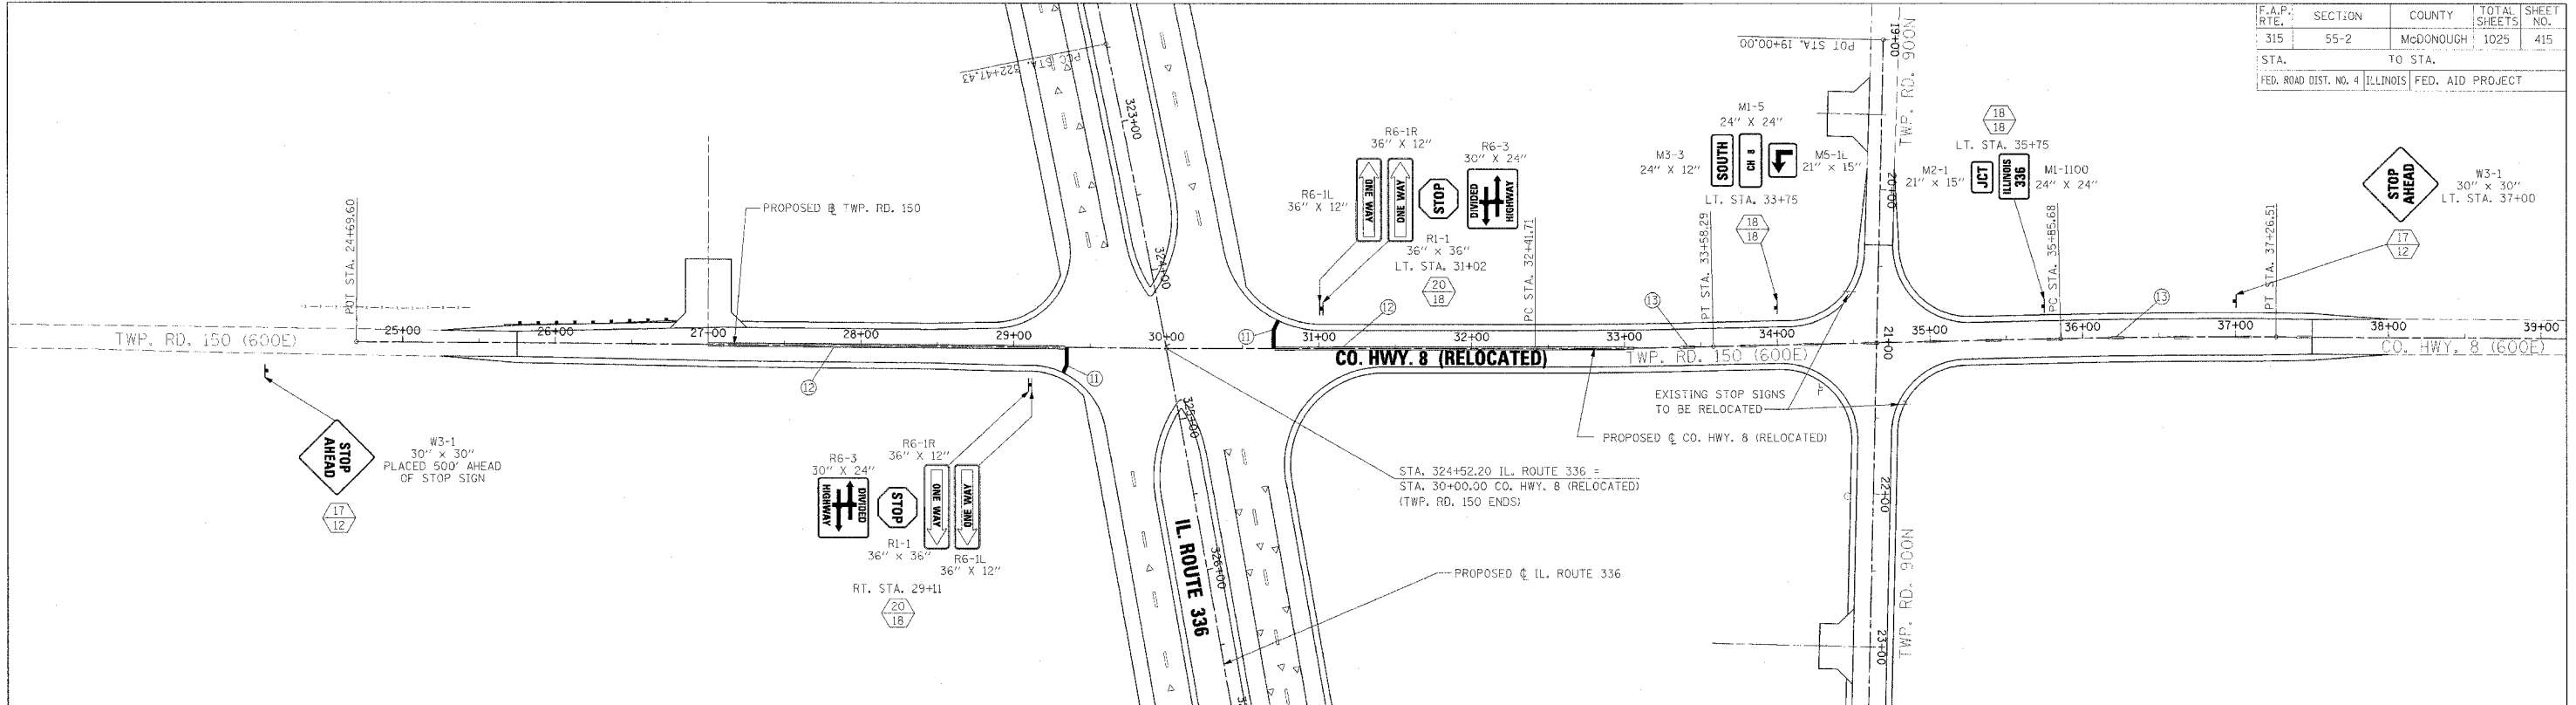 F.A.P. RTE. SECTION COUNTY TOTAL SHEETS SHEET NO.
315 55-2 McDONOUGH 1025 415
STA. TO STA.
FED. ROAD DIST. NO. 4 ILLINOIS FED. AID PROJECT
PCC STA. 322+47.43
323+00
324+00
325+00
326+00
POT STA. 19+00.00
19+00
TWP. RD. 900N
20+00
21+00
22+00
23+00
TWP. RD. 900N
R6-1R
36" X 12"
R6-1L
36" X 12"
ONE WAY
ONE WAY
STOP
R6-3
30" X 24"
DIVIDED
HIGHWAY
R1-1
36" X 36"
LT. STA. 31+02
20
18
M1-5
24" X 24"
M3-3
24" X 12"
SOUTH
CH 8
M5-1L
21" X 15"
LT. STA. 33+75
18
18
18
18
LT. STA. 35+75
M2-1
21" X 15"
JCT
ILLINOIS
336
M1-I100
24" X 24"
STOP
AHEAD
W3-1
30" X 30"
LT. STA. 37+00
17
12
POT STA. 24+69.60
PROPOSED ℄ TWP. RD. 150
PC STA. 32+41.71
PT STA. 33+58.29
PC STA. 35+85.68
PT STA. 37+26.51
TWP. RD. 150 (600E)
25+00
26+00
27+00
28+00
29+00
30+00
31+00
32+00
33+00
34+00
35+00
36+00
37+00
38+00
39+00
11
12
13
13
CO. HWY. 8 (RELOCATED)
TWP. RD. 150 (600E)
CO. HWY. 8 (600E)
12
11
EXISTING STOP SIGNS
TO BE RELOCATED
PROPOSED ℄ CO. HWY. 8 (RELOCATED)
STA. 324+52.20 IL. ROUTE 336 =
STA. 30+00.00 CO. HWY. 8 (RELOCATED)
(TWP. RD. 150 ENDS)
STOP
AHEAD
W3-1
30" X 30"
PLACED 500' AHEAD
OF STOP SIGN
17
12
R6-1R
36" X 12"
R6-3
30" X 24"
DIVIDED
HIGHWAY
STOP
ONE WAY
ONE WAY
R1-1
36" X 36"
R6-1L
36" X 12"
RT. STA. 29+11
20
18
IL. ROUTE 336
PROPOSED ℄ IL. ROUTE 336